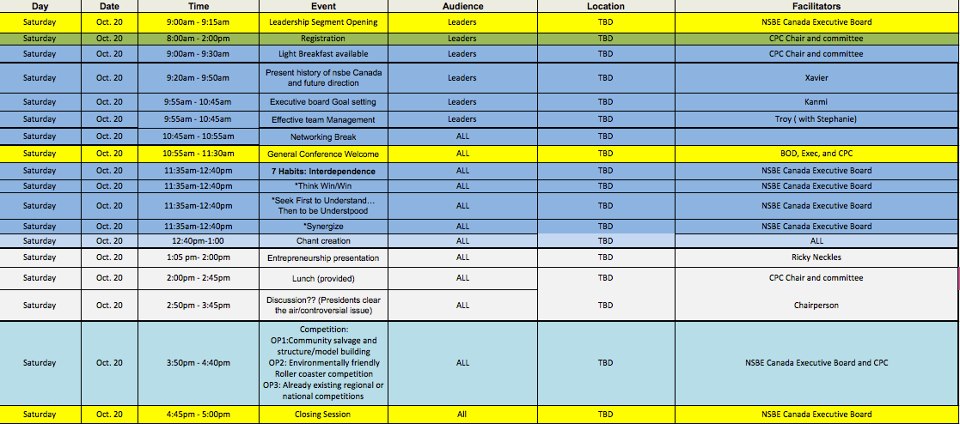 Day Date Time Event Audience Location Facilitators
Saturday Oct. 20 9:00am - 9:15am Leadership Segment Opening Leaders TBD NSBE Canada Executive Board
Saturday Oct. 20 8:00am - 2:00pm Registration Leaders TBD CPC Chair and committee
Saturday Oct. 20 9:00am - 9:30am Light Breakfast available Leaders TBD CPC Chair and committee
Saturday Oct. 20 9:20am - 9:50am Present history of nsbe Canada
and future direction Leaders TBD Xavier
Saturday Oct. 20 9:55am - 10:45am Executive board Goal setting Leaders TBD Kanmi
Saturday Oct. 20 9:55am - 10:45am Effective team Management Leaders TBD Troy ( with Stephanie)
Saturday Oct. 20 10:45am - 10:55am Networking Break ALL TBD
Saturday Oct. 20 10:55am - 11:30am General Conference Welcome ALL TBD BOD, Exec, and CPC
Saturday Oct. 20 11:35am-12:40pm 7 Habits: Interdependence ALL TBD NSBE Canada Executive Board
Saturday Oct. 20 11:35am-12:40pm *Think Win/Win ALL TBD NSBE Canada Executive Board
Saturday Oct. 20 11:35am-12:40pm *Seek First to Understand...
Then to be Understpood ALL TBD NSBE Canada Executive Board
Saturday Oct. 20 11:35am-12:40pm *Synergize ALL TBD NSBE Canada Executive Board
Saturday Oct. 20 12:40pm-1:00 Chant creation ALL TBD ALL
Saturday Oct. 20 1:05 pm- 2:00pm Entrepreneurship presentation ALL TBD Ricky Neckles
Saturday Oct. 20 2:00pm - 2:45pm Lunch (provided) ALL TBD CPC Chair and committee
Saturday Oct. 20 2:50pm - 3:45pm Discussion?? (Presidents clear
the air/controversial issue) ALL TBD Chairperson
Saturday Oct. 20 3:50pm - 4:40pm Competition:
OP1:Community salvage and
structure/model building
OP2: Environmentally friendly
Roller coaster competition
OP3: Already existing regional or
national competitions ALL TBD NSBE Canada Executive Board and CPC
Saturday Oct. 20 4:45pm - 5:00pm Closing Session All TBD NSBE Canada Executive Board